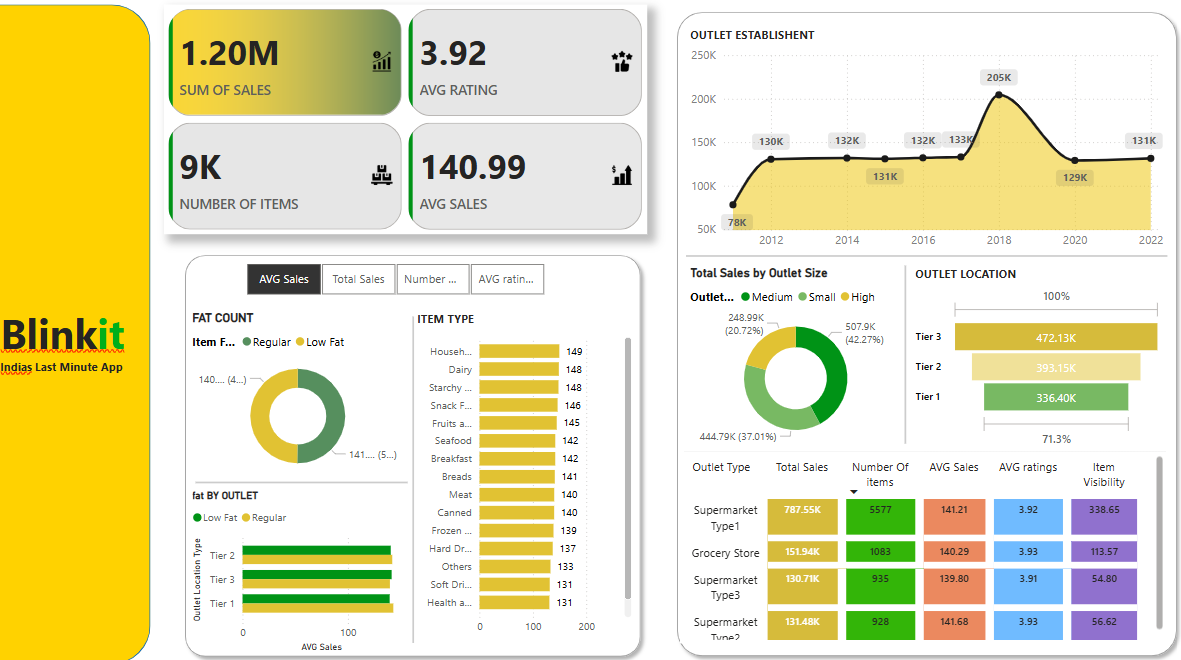 Blinkit
Indias Last Minute App
1.20M
SUM OF SALES
3.92
AVG RATING
9K
NUMBER OF ITEMS
140.99
AVG SALES
AVG Sales
Total Sales
Number ...
AVG ratin...
FAT COUNT
Item F... Regular Low Fat
140.... (4...)
141.... (5...)
fat BY OUTLET
Low Fat Regular
Outlet Location Type
Tier 2
Tier 3
Tier 1
0 100
AVG Sales
ITEM TYPE
Househ... 149
Dairy 148
Starchy ... 148
Snack F... 146
Fruits a... 145
Seafood 142
Breakfast 142
Breads 141
Meat 140
Canned 140
Frozen ... 139
Hard Dr... 137
Others 133
Soft Dri... 131
Health a... 131
0 100 200
OUTLET ESTABLISHENT
250K
200K
150K
100K
50K
78K
130K
132K
131K
132K
133K
205K
129K
131K
2012 2014 2016 2018 2020 2022
Total Sales by Outlet Size
Outlet... Medium Small High
248.99K
(20.72%)
507.9K
(42.27%)
444.79K (37.01%)
OUTLET LOCATION
100%
Tier 3 472.13K
Tier 2 393.15K
Tier 1 336.40K
71.3%
Outlet Type Total Sales Number Of items AVG Sales AVG ratings Item Visibility
Supermarket Type1 787.55K 5577 141.21 3.92 338.65
Grocery Store 151.94K 1083 140.29 3.93 113.57
Supermarket Type3 130.71K 935 139.80 3.91 54.80
Supermarket Type2 131.48K 928 141.68 3.93 56.62